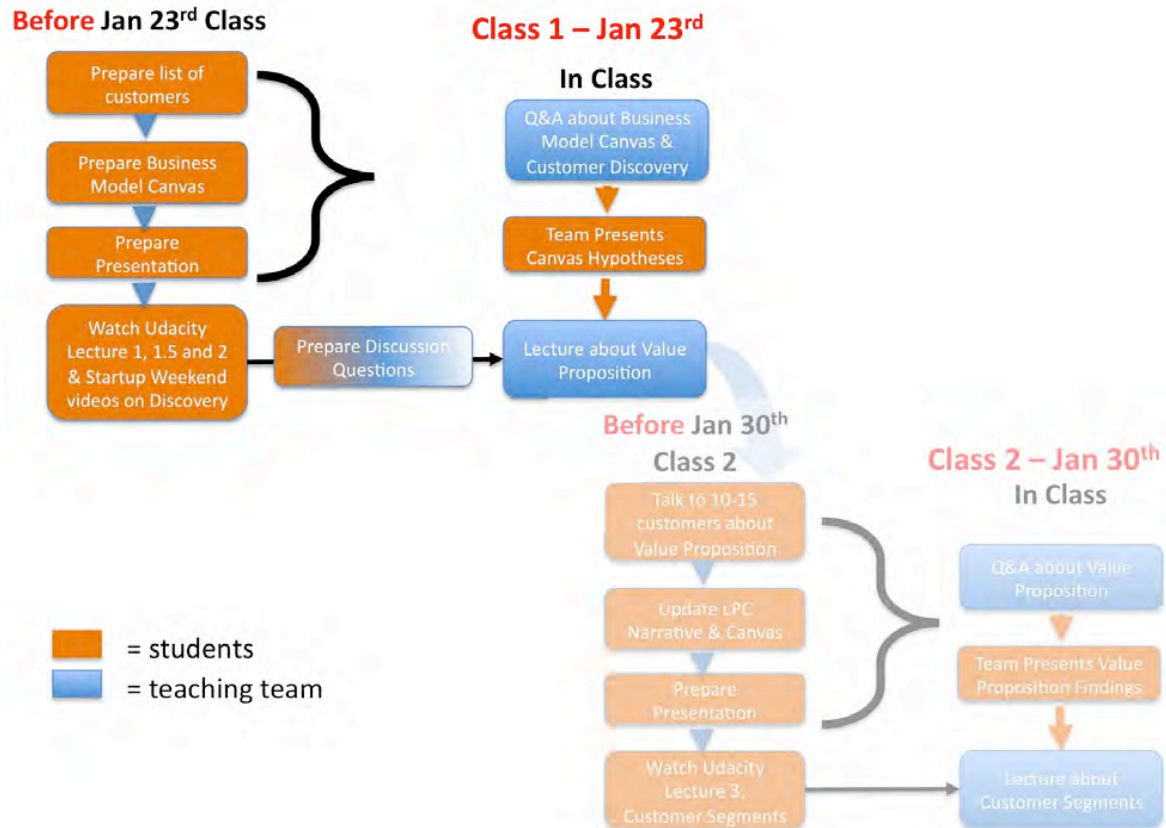 Before Jan 23rd Class
Prepare list of
customers
Prepare Business
Model Canvas
Prepare
Presentation
Watch Udacity
Lecture 1, 1.5 and 2
& Startup Weekend
videos on Discovery
Prepare Discussion
Questions
Class 1 – Jan 23rd
In Class
Q&A about Business
Model Canvas &
Customer Discovery
Team Presents
Canvas Hypotheses
Lecture about Value
Proposition
Before Jan 30th
Class 2
Talk to 10-15
customers about
Value Proposition
Update LPC
Narrative & Canvas
Prepare
Presentation
Watch Udacity
Lecture 3,
Customer Segments
Class 2 – Jan 30th
In Class
Q&A about Value
Proposition
Team Presents Value
Proposition Findings
Lecture about
Customer Segments
= students
= teaching team